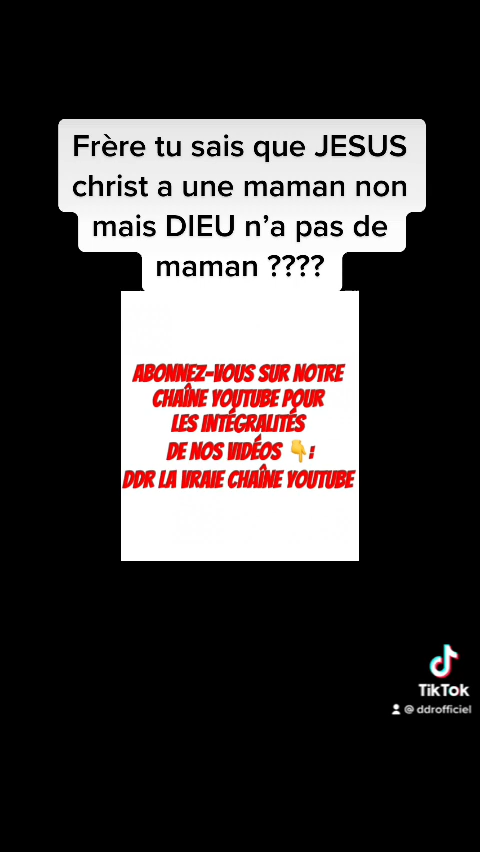 Frère tu sais que JESUS
christ a une maman non
mais DIEU n’a pas de
maman ????
ABONNEZ-VOUS SUR NOTRE
CHAÎNE YOUTUBE POUR
LES INTÉGRALITÉS
DE NOS VIDÉOS 👇:
DDR LA VRAIE CHAÎNE YOUTUBE
TikTok
@ ddrofficiel